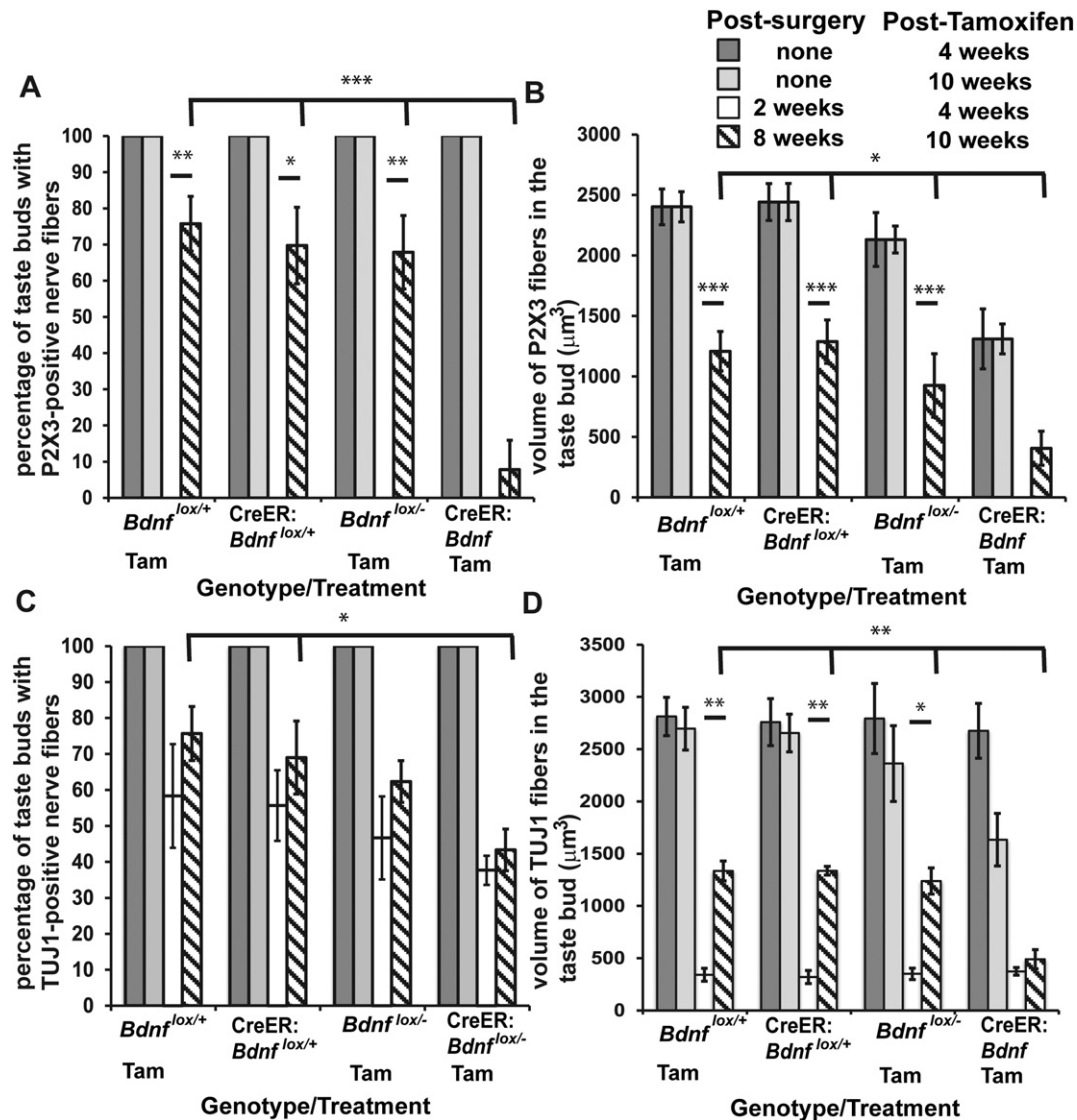 Post-surgery Post-Tamoxifen
none 4 weeks
none 10 weeks
2 weeks 4 weeks
8 weeks 10 weeks
A
percentage of taste buds with
P2X3-positive nerve fibers
100
90
80
70
60
50
40
30
20
10
0
***
** * **
Bdnf lox/+ CreER: Bdnf lox/- CreER:
Bdnf lox/+ Bdnf
Tam Tam Tam
Genotype/Treatment
B
volume of P2X3 fibers in the
taste bud (μm3)
3000
2500
2000
1500
1000
500
0
*
*** *** ***
Bdnf lox/+ CreER: Bdnf lox/- CreER:
Bdnf lox/+ Bdnf
Tam Tam Tam
Genotype/Treatment
C
percentage of taste buds with
TUJ1-positive nerve fibers
100
90
80
70
60
50
40
30
20
10
0
*
Bdnf lox/+ CreER: Bdnf lox/- CreER:
Bdnf lox/+ Bdnf lox/-
Tam Tam Tam
Genotype/Treatment
D
volume of TUJ1 fibers in the
taste bud (μm3)
3500
3000
2500
2000
1500
1000
500
0
**
** ** *
Bdnf lox/+ CreER: Bdnf lox/- CreER:
Bdnf lox/+ Bdnf
Tam Tam Tam
Genotype/Treatment